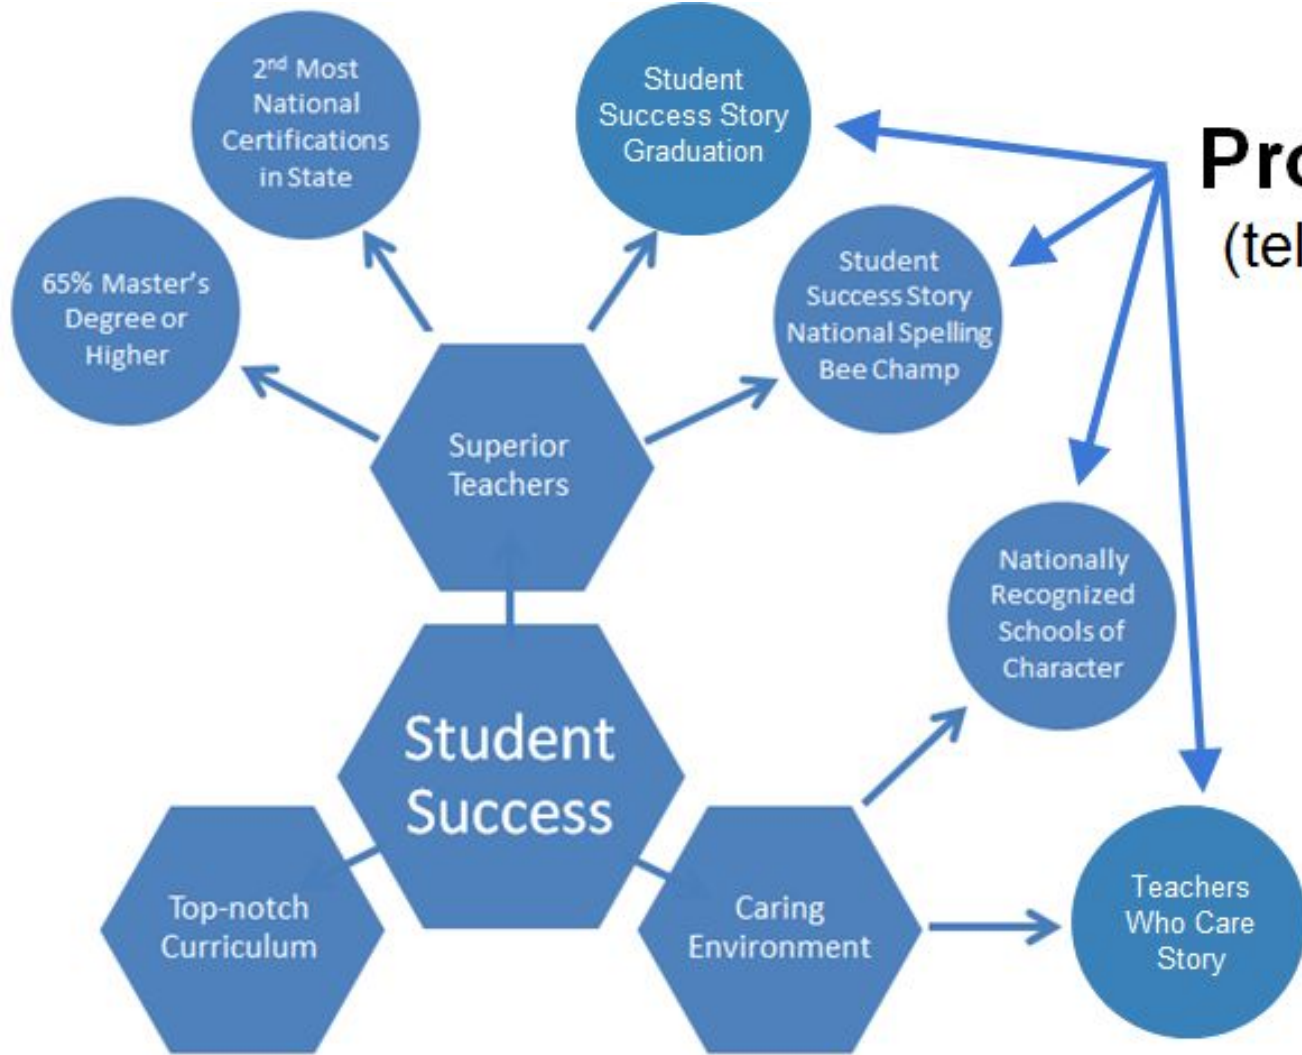 2nd Most
National
Certifications
in State
Student
Success Story
Graduation
65% Master's
Degree or
Higher
Student
Success Story
National Spelling
Bee Champ
Superior
Teachers
Nationally
Recognized
Schools of
Character
Student
Success
Top-notch
Curriculum
Caring
Environment
Teachers
Who Care
Story